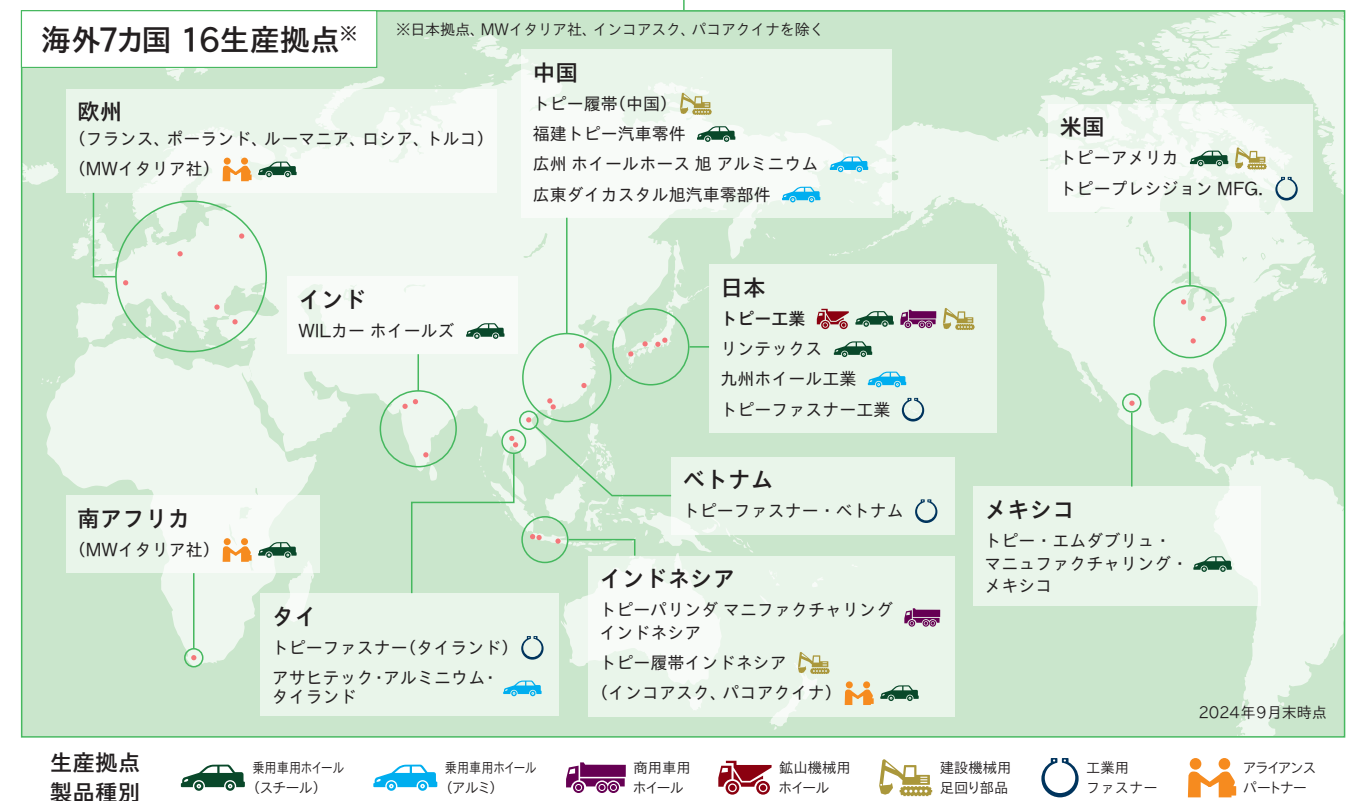 海外7カ国 16生産拠点※
※日本拠点、MWイタリア社、インコアスク、パコアクイナを除く
欧州
(フランス、ポーランド、ルーマニア、ロシア、トルコ)
(MWイタリア社)
中国
トピー履帯(中国)
福建トピー汽車零件
広州 ホイールホース 旭 アルミニウム
広東ダイカスタル旭汽車零部件
米国
トピーアメリカ
トピープレシジョン MFG.
インド
WILカー ホイールズ
日本
トピー工業
リンテックス
九州ホイール工業
トピーファスナー工業
ベトナム
トピーファスナー・ベトナム
南アフリカ
(MWイタリア社)
メキシコ
トピー・エムダブリュ・
マニュファクチャリング・
メキシコ
インドネシア
トピーパリンダ マニファクチャリング
インドネシア
トピー履帯インドネシア
(インコアスク、パコアクイナ)
タイ
トピーファスナー(タイランド)
アサヒテック・アルミニウム・
タイランド
2024年9月末時点
生産拠点
製品種別
乗用車用ホイール
(スチール)
乗用車用ホイール
(アルミ)
商用車用
ホイール
鉱山機械用
ホイール
建設機械用
足回り部品
工業用
ファスナー
アライアンス
パートナー